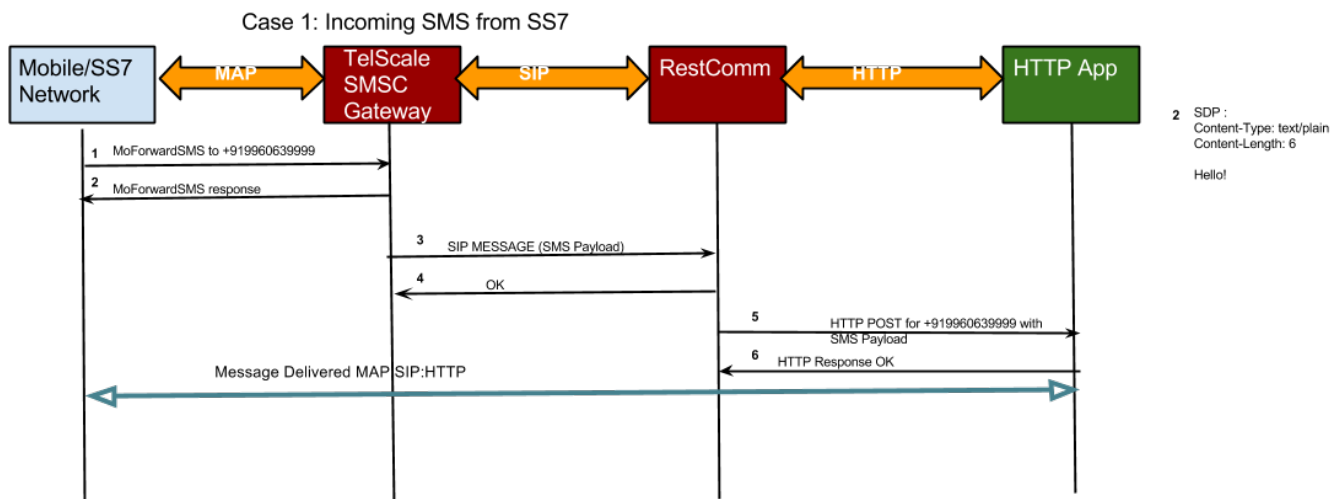 Case 1: Incoming SMS from SS7
Mobile/SS7
Network
MAP
TelScale
SMSC
Gateway
SIP
RestComm
HTTP
HTTP App
2 SDP :
Content-Type: text/plain
Content-Length: 6
Hello!
1 MoForwardSMS to +919960639999
2 MoForwardSMS response
3 SIP MESSAGE (SMS Payload)
4 OK
5 HTTP POST for +919960639999 with
SMS Payload
6 HTTP Response OK
Message Delivered MAP SIP:HTTP